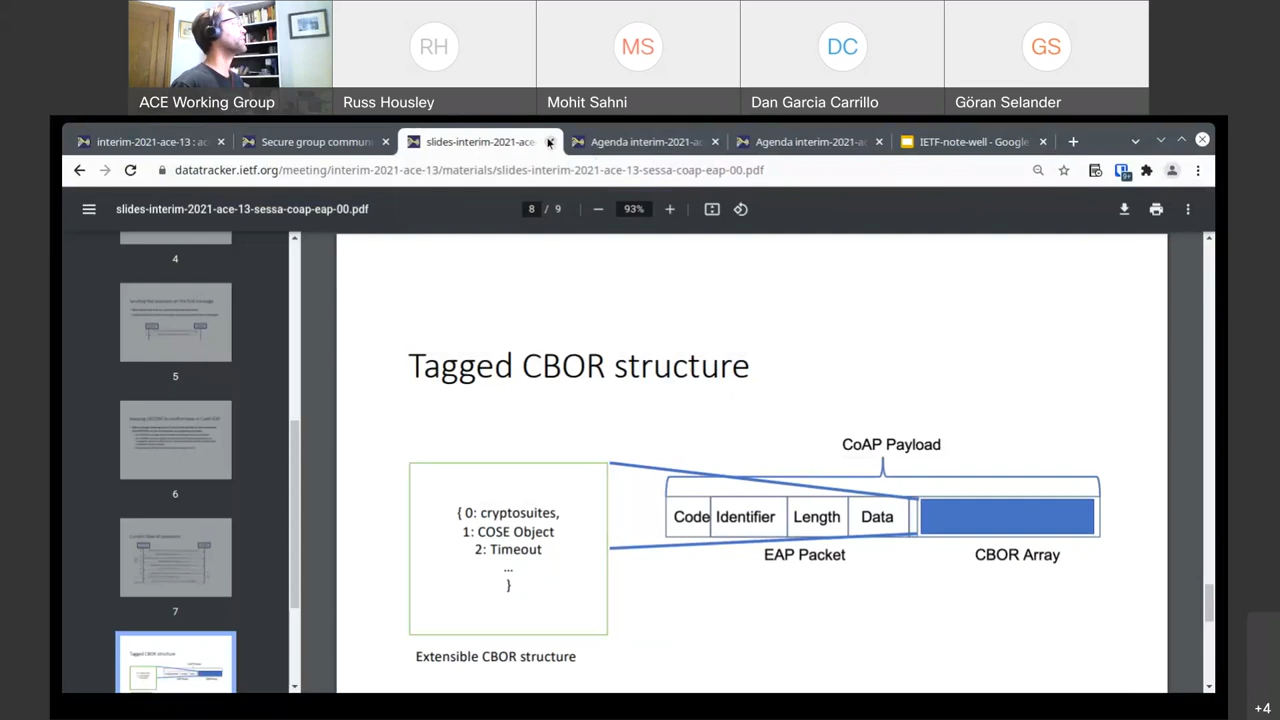 RH
MS
DC
GS
ACE Working Group
Russ Housley
Mohit Sahni
Dan Garcia Carrillo
Göran Selander
interim-2021-ace-13 : a
Secure group commun
slides-interim-2021-ace-
Agenda interim-2021-a
Agenda interim-2021-ac
IETF-note-well - Google
datatracker.ietf.org/meeting/interim-2021-ace-13/materials/slides-interim-2021-ace-13-sessa-coap-eap-00.pdf
9+
slides-interim-2021-ace-13-sessa-coap-eap-00.pdf
8 / 9
93%
4
5
6
7
Tagged CBOR structure
Tagged CBOR structure
CoAP Payload
{ 0: cryptosuites,
1: COSE Object
2: Timeout
...
}
Code Identifier Length Data
EAP Packet
CBOR Array
Extensible CBOR structure
+4